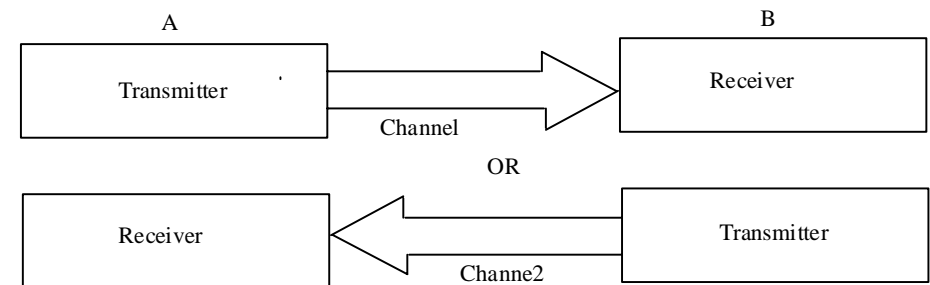 A
B
Transmitter
Receiver
Channel
OR
Receiver
Transmitter
Channe2